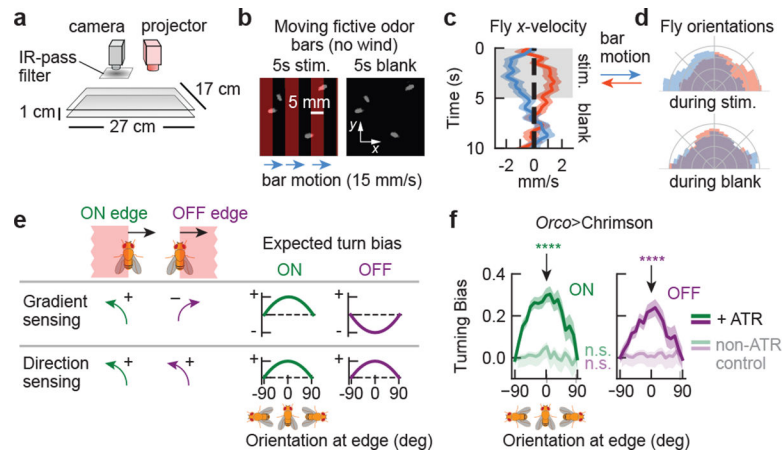 a
camera
projector
IR-pass
filter
17 cm
1 cm
27 cm
b
Moving fictive odor
bars (no wind)
5s stim.
5s blank
5 mm
y
x
bar motion (15 mm/s)
c
Fly x-velocity
Time (s)
0
5
10
stim.
blank
-2
0
2
mm/s
bar
motion
d
Fly orientations
during stim.
during blank
e
ON edge
OFF edge
Expected turn bias
ON
OFF
Gradient
sensing
+
−
+
-
+
-
Direction
sensing
+
+
+
+
-90
0
90
-90
0
90
Orientation at edge (deg)
f
Orco>Chrimson
****
****
Turning Bias
0.4
0.2
0.0
ON
OFF
n.s.
n.s.
+ ATR
non-ATR
control
−90
0
90
−90
0
90
Orientation at edge (deg)